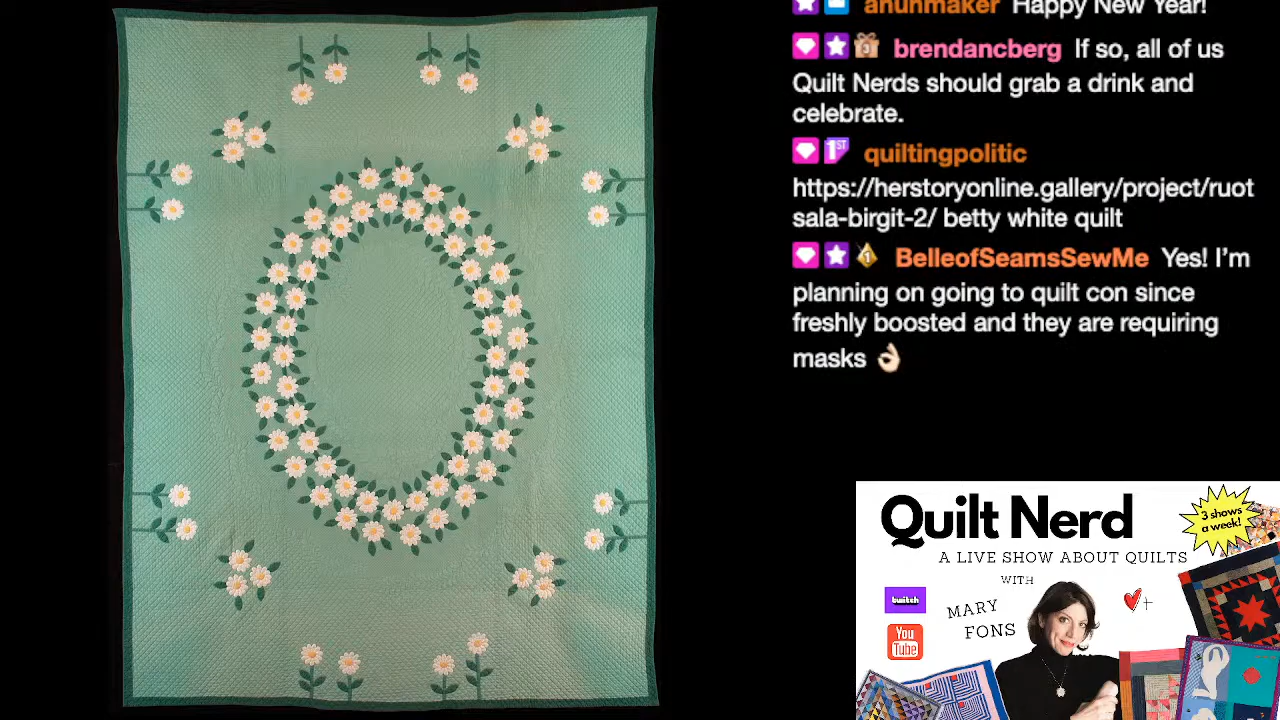 ahunmaker Happy New Year!
brendancberg If so, all of us
Quilt Nerds should grab a drink and
celebrate.
quiltingpolitic
https://herstoryonline.gallery/project/ruot
sala-birgit-2/ betty white quilt
BelleofSeamsSewMe Yes! I’m
planning on going to quilt con since
freshly boosted and they are requiring
masks 👌🏻
Quilt Nerd
3 shows
a week!
A LIVE SHOW ABOUT QUILTS
WITH
MARY
FONS
twitch
You
Tube